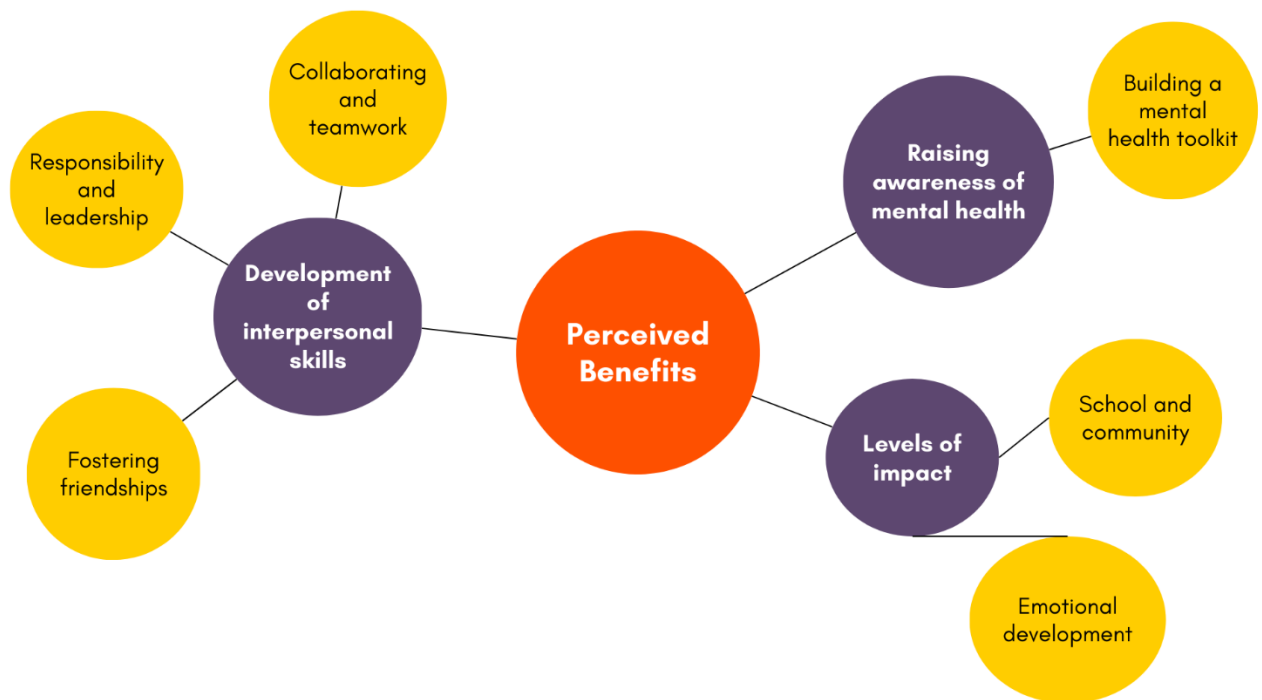 Perceived
Benefits
Development
of
interpersonal
skills
Collaborating
and
teamwork
Responsibility
and
leadership
Fostering
friendships
Raising
awareness of
mental health
Building a
mental
health toolkit
Levels of
impact
School and
community
Emotional
development